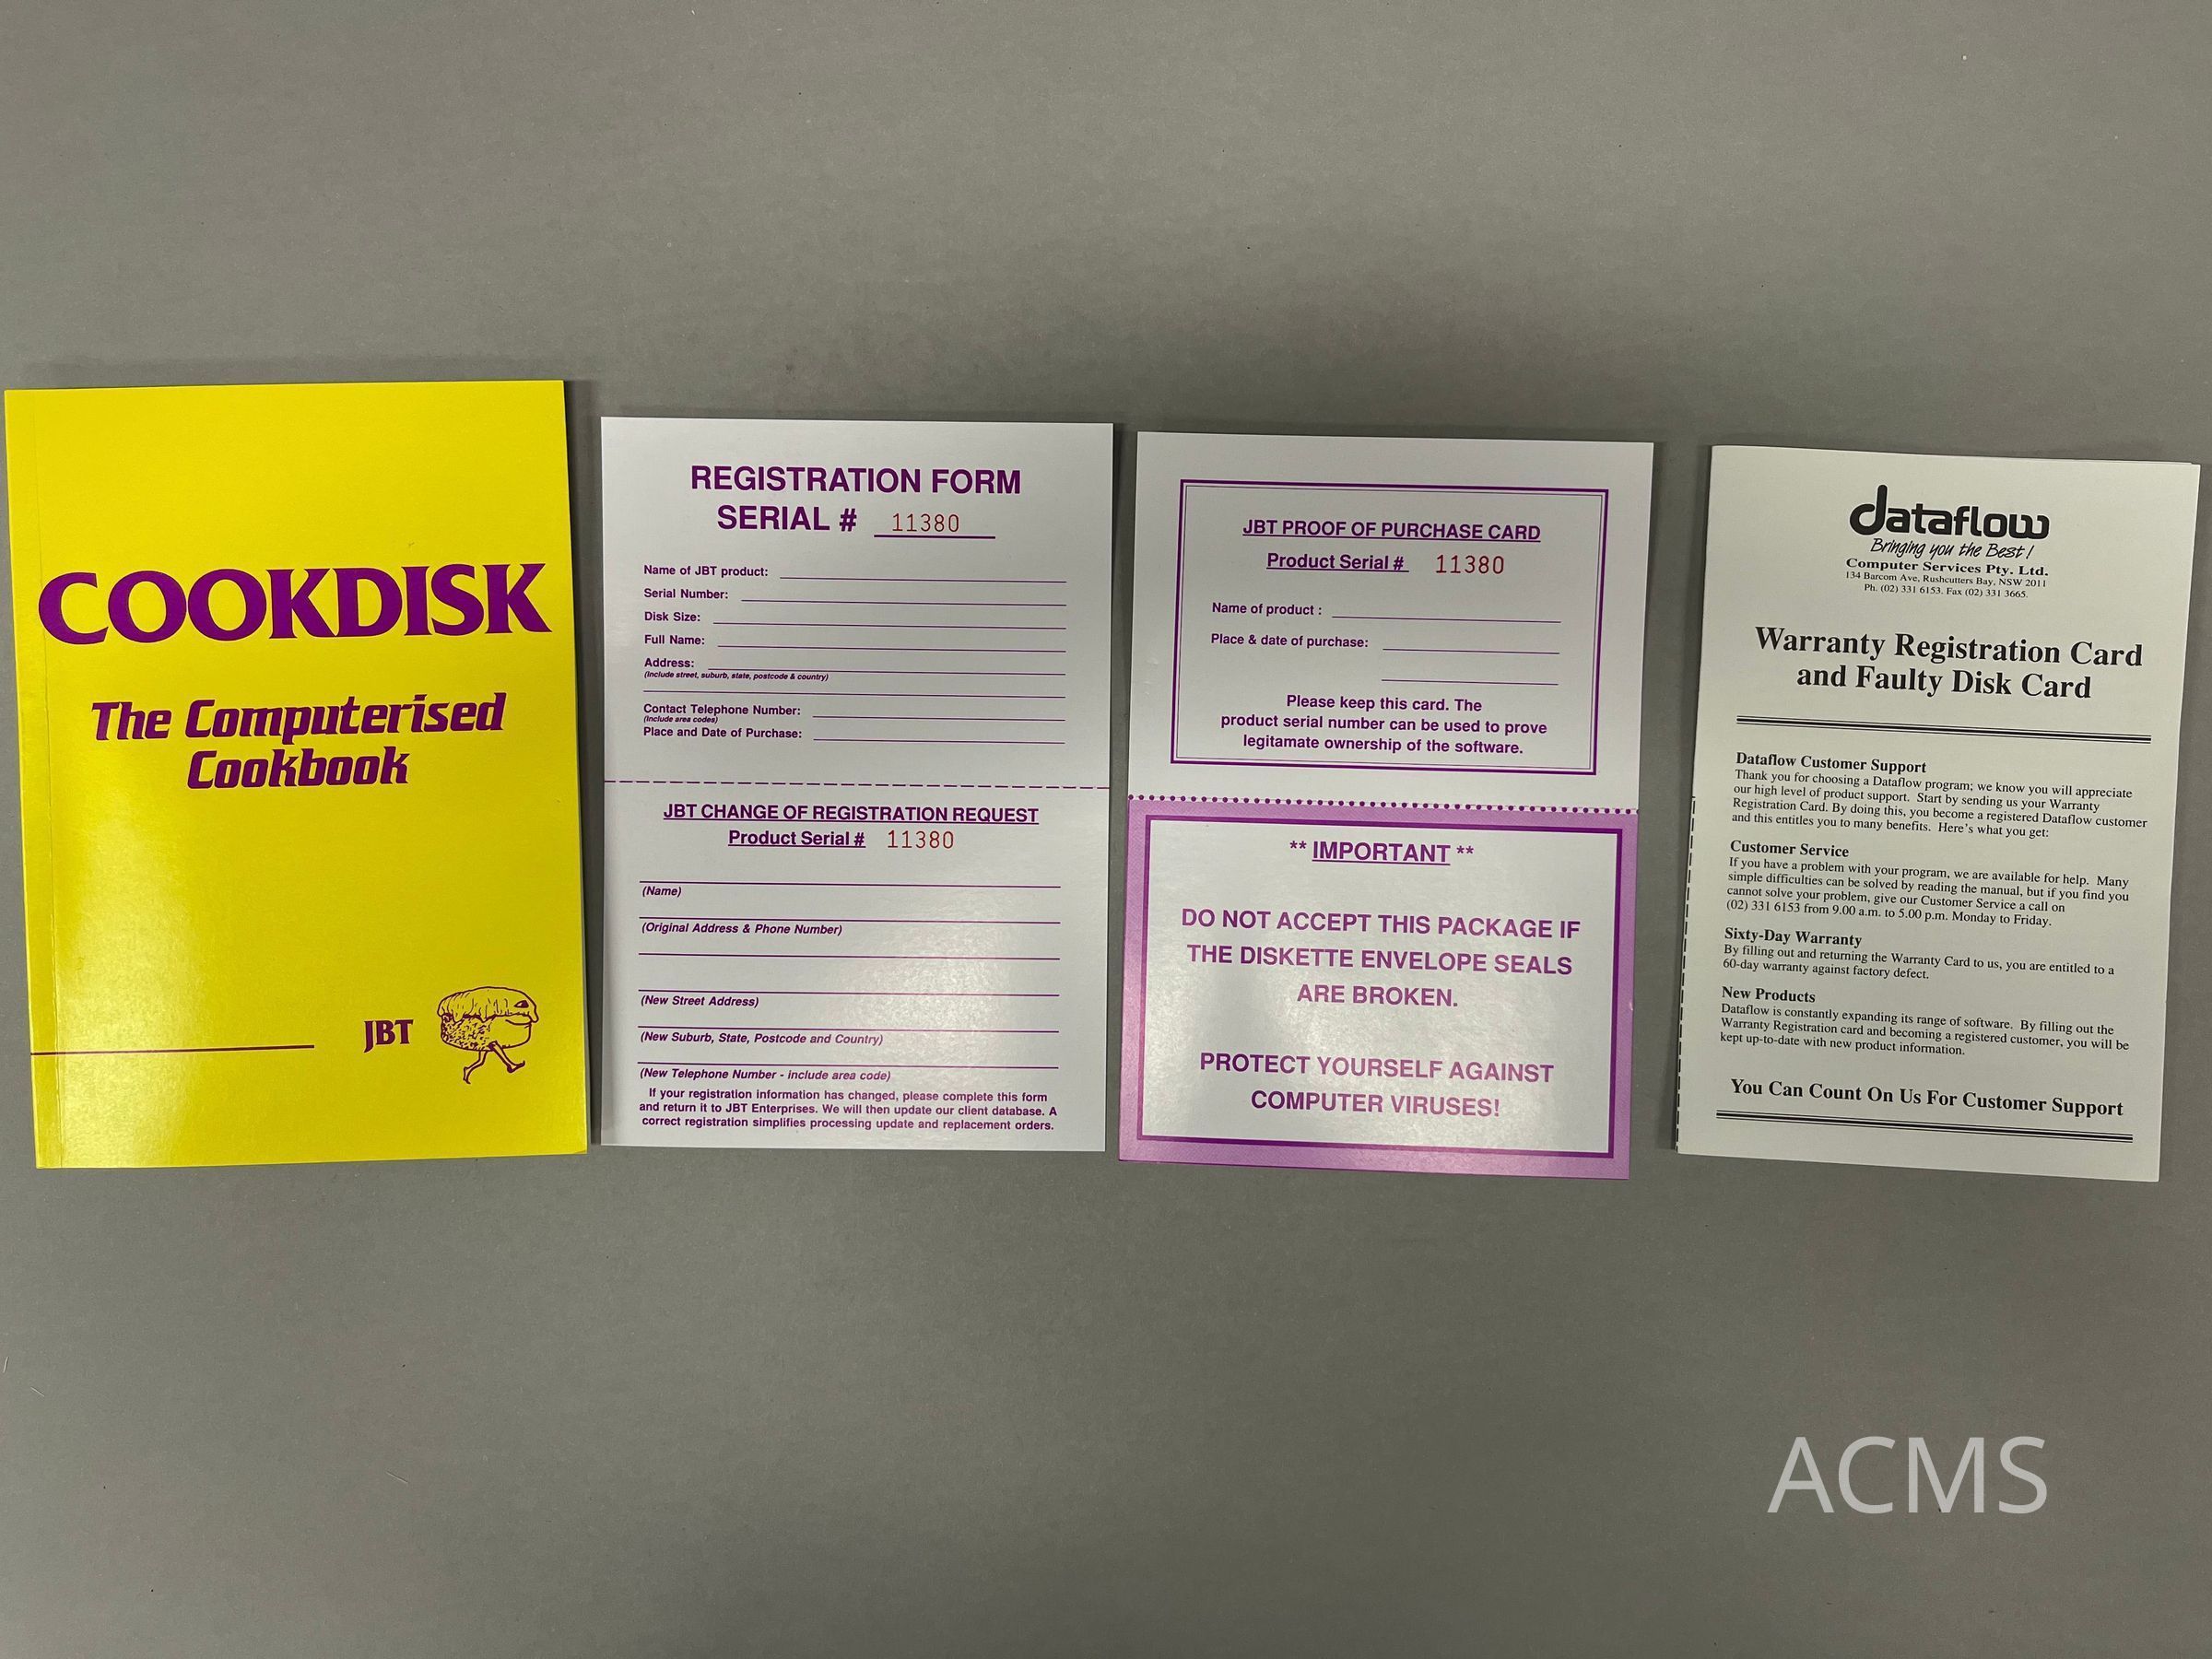 COOKDISK
The Computerised
Cookbook
JBT
REGISTRATION FORM
SERIAL # 11380
Name of JBT product:
Serial Number:
Disk Size:
Full Name:
Address:
(Include street, suburb, state, postcode & country)
Contact Telephone Number:
(Include area codes)
Place and Date of Purchase:
JBT CHANGE OF REGISTRATION REQUEST
Product Serial # 11380
(Name)
(Original Address & Phone Number)
(New Street Address)
(New Suburb, State, Postcode and Country)
(New Telephone Number - include area code)
If your registration information has changed, please complete this form
and return it to JBT Enterprises. We will then update our client database. A
correct registration simplifies processing update and replacement orders.
JBT PROOF OF PURCHASE CARD
Product Serial # 11380
Name of product :
Place & date of purchase:
Please keep this card. The
product serial number can be used to prove
legitamate ownership of the software.
** IMPORTANT **
DO NOT ACCEPT THIS PACKAGE IF
THE DISKETTE ENVELOPE SEALS
ARE BROKEN.
PROTECT YOURSELF AGAINST
COMPUTER VIRUSES!
dataflow
Bringing you the Best!
Computer Services Pty. Ltd.
134 Barcom Ave, Rushcutters Bay, NSW 2011
Ph. (02) 331 6153. Fax (02) 331 3665.
Warranty Registration Card
and Faulty Disk Card
Dataflow Customer Support
Thank you for choosing a Dataflow program; we know you will appreciate
our high level of product support. Start by sending us your Warranty
Registration Card. By doing this, you become a registered Dataflow customer
and this entitles you to many benefits. Here's what you get:
Customer Service
If you have a problem with your program, we are available for help. Many
simple difficulties can be solved by reading the manual, but if you find you
cannot solve your problem, give our Customer Service a call on
(02) 331 6153 from 9.00 a.m. to 5.00 p.m. Monday to Friday.
Sixty-Day Warranty
By filling out and returning the Warranty Card to us, you are entitled to a
60-day warranty against factory defect.
New Products
Dataflow is constantly expanding its range of software. By filling out the
Warranty Registration card and becoming a registered customer, you will be
kept up-to-date with new product information.
You Can Count On Us For Customer Support
ACMS